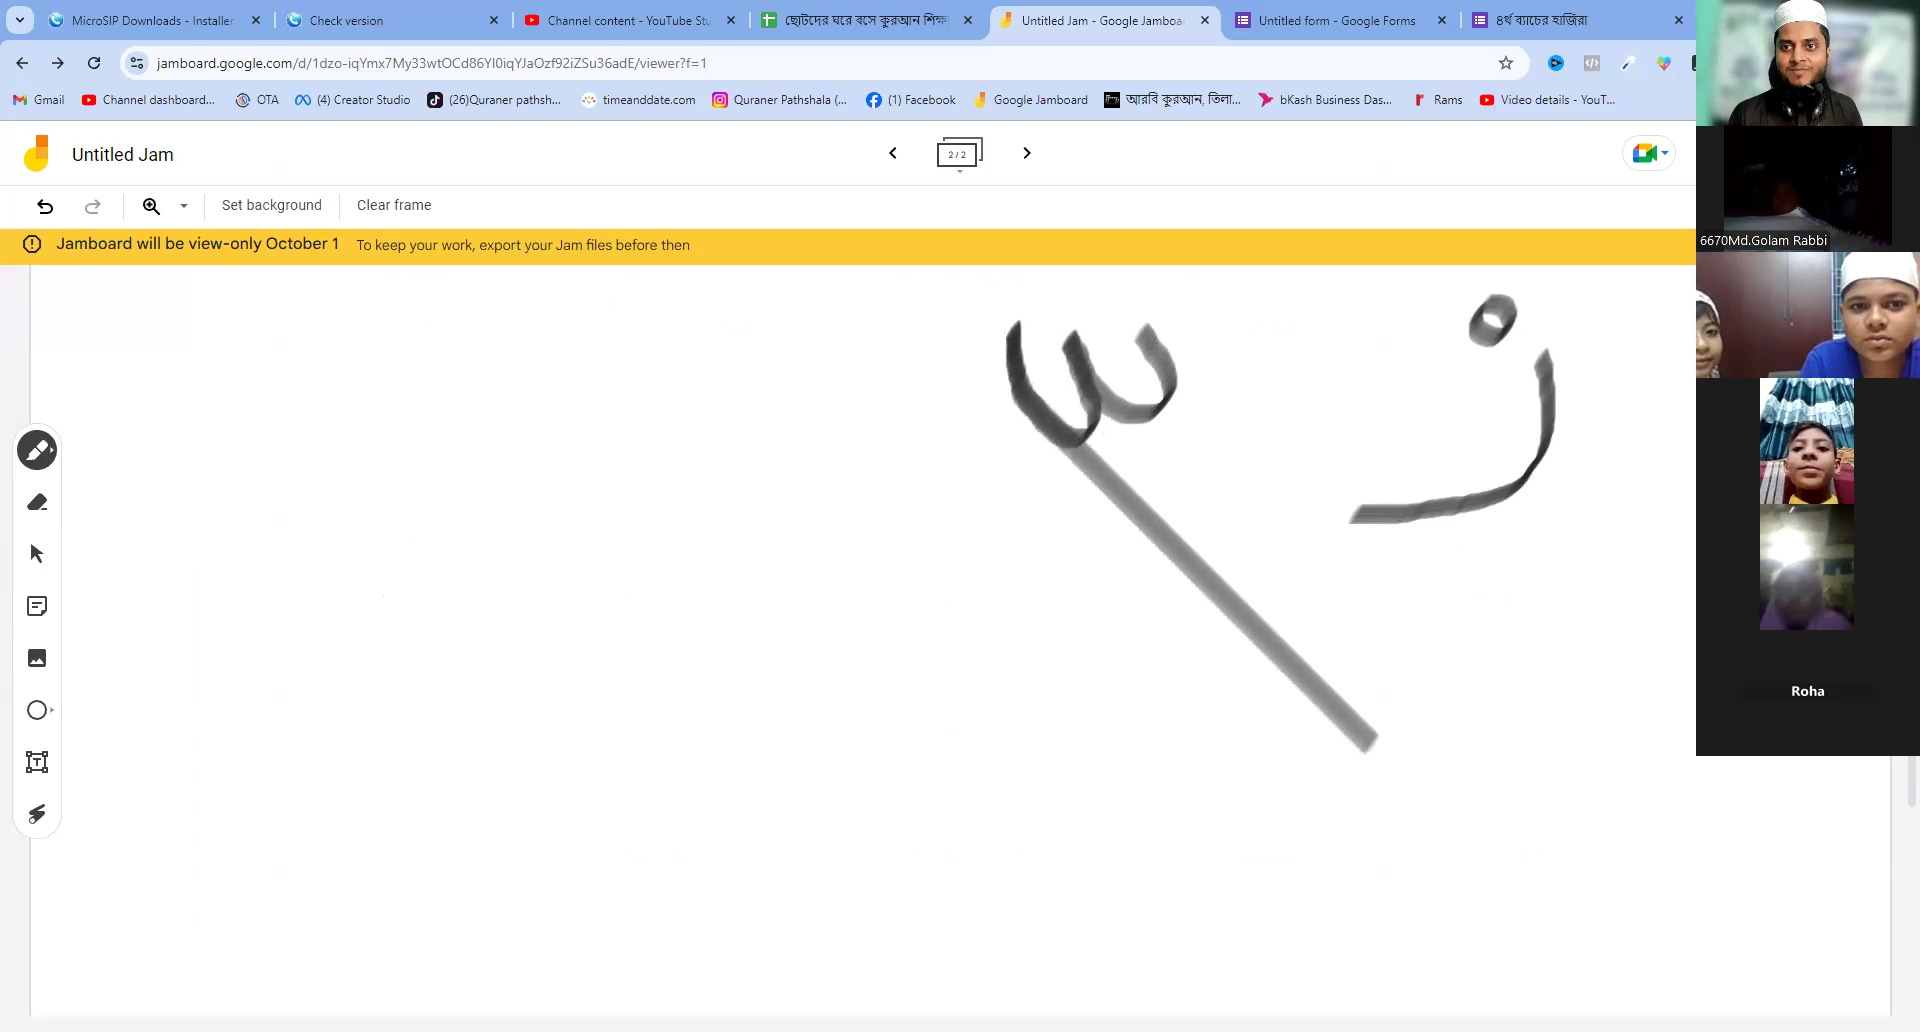 MicroSIP Downloads - Installer
Check version
Channel content - YouTube Stu
ছোটদের ঘরে বসে কুরআন শিক্ষ
Untitled Jam - Google Jamboar
Untitled form - Google Forms
৪র্থ ব্যাচের হাজিরা
jamboard.google.com/d/1dzo-iqYmx7My33wtOCd86Yl0iqYJaOzf92iZSu36adE/viewer?f=1
Gmail
Channel dashboard...
OTA
(4) Creator Studio
(26)Quraner pathsh...
timeanddate.com
Quraner Pathshala (...
(1) Facebook
Google Jamboard
আরবি কুরআন, তিলা...
bKash Business Das...
Rams
Video details - YouT...
Untitled Jam
2 / 2
Set background
Clear frame
Jamboard will be view-only October 1 To keep your work, export your Jam files before then
ز
6670Md.Golam Rabbi
Roha